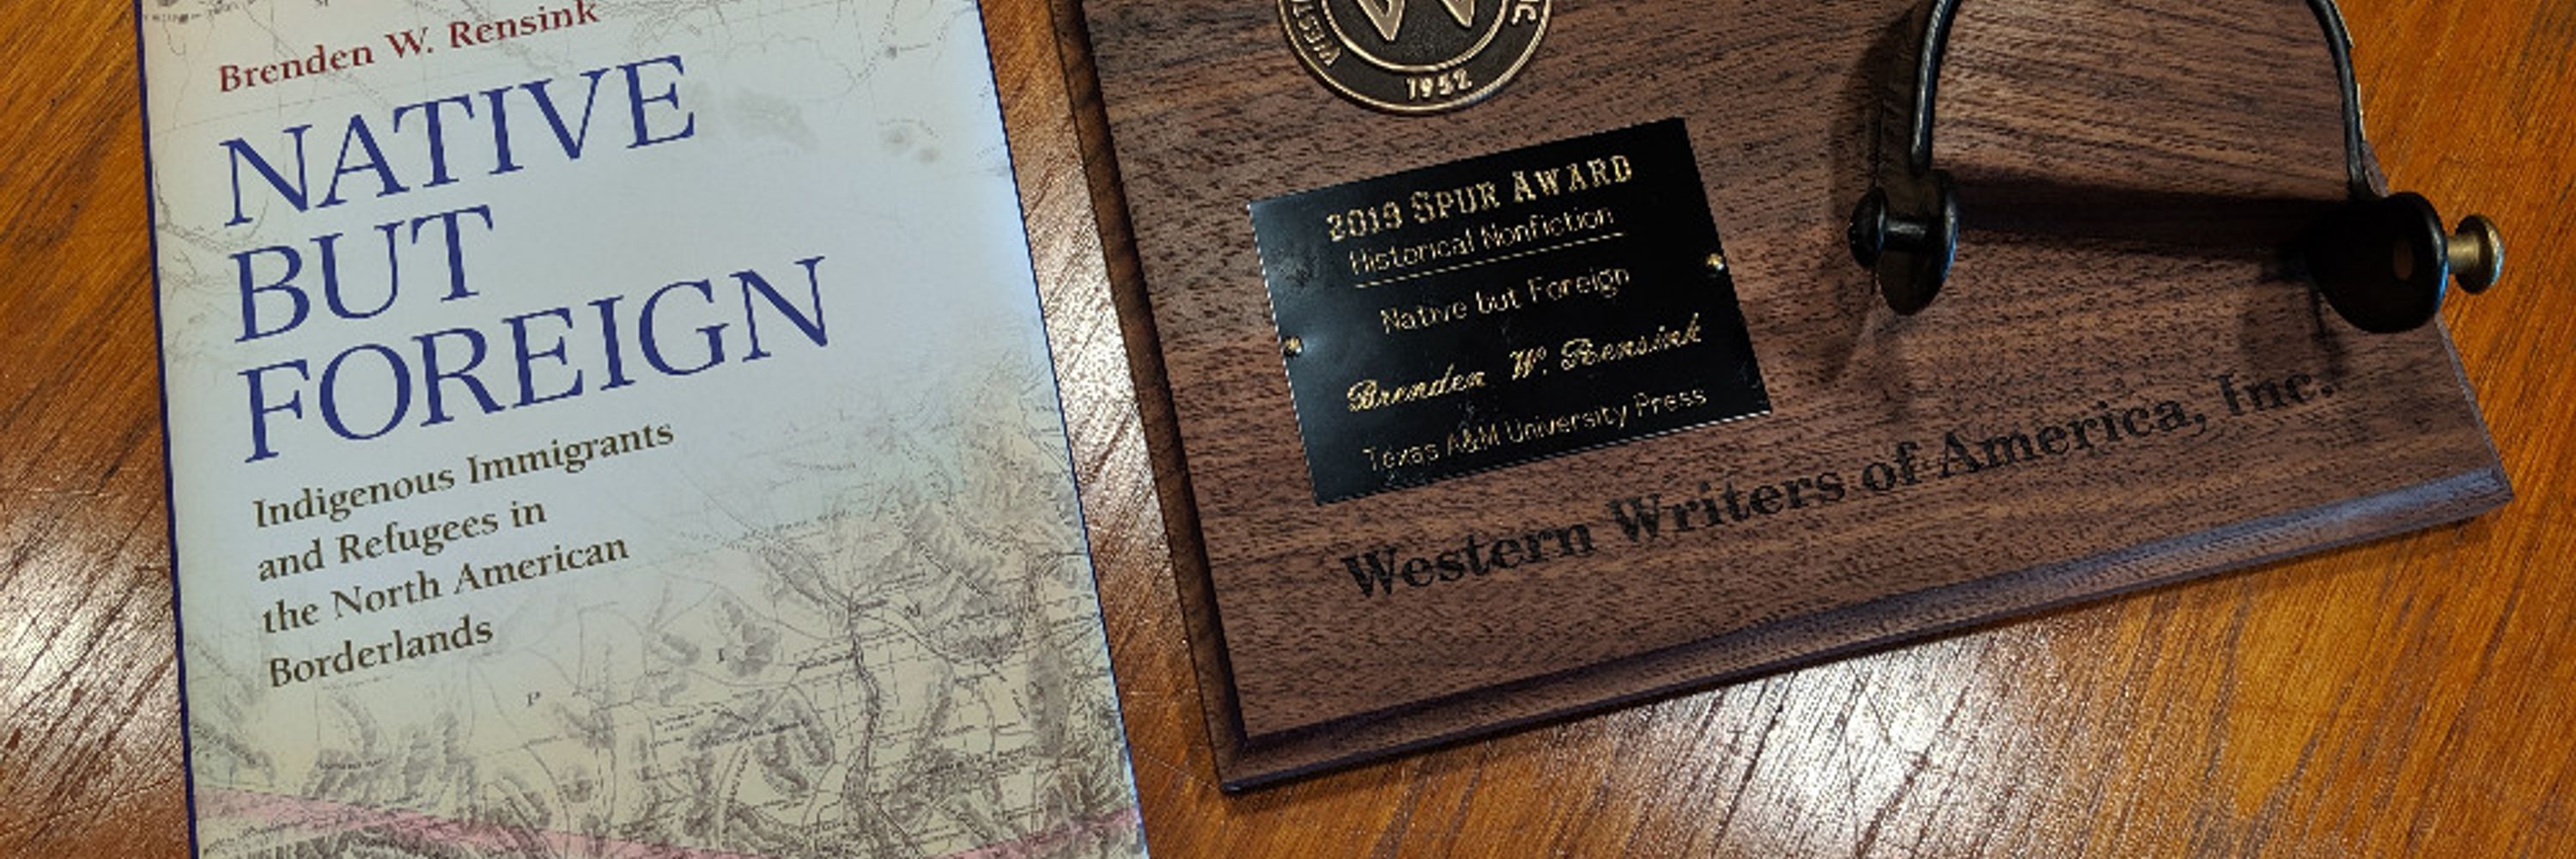 Brenden W. Rensink
NATIVE
BUT
FOREIGN
Indigenous Immigrants
and Refugees in
the North American
Borderlands
1952
2019 SPUR AWARD
Historical Nonfiction
Native but Foreign
Brenden W. Rensink
Texas A&M University Press
Western Writers of America, Inc.